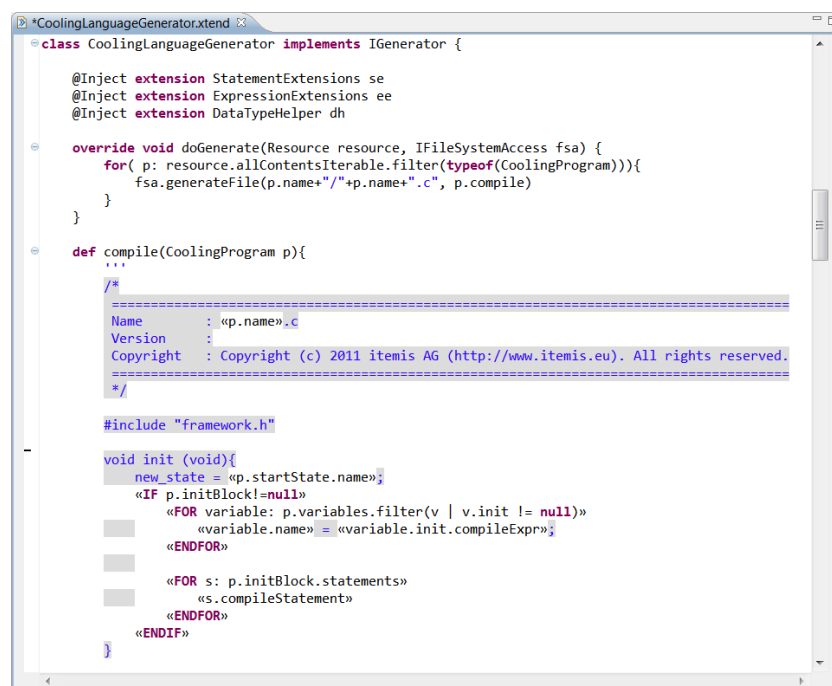 *CoolingLanguageGenerator.xtend
class CoolingLanguageGenerator implements IGenerator {
@Inject extension StatementExtensions se
@Inject extension ExpressionExtensions ee
@Inject extension DataTypeHelper dh
override void doGenerate(Resource resource, IFileSystemAccess fsa) {
for( p: resource.allContentsIterable.filter(typeof(CoolingProgram))){
fsa.generateFile(p.name+"/"+p.name+".c", p.compile)
}
}
def compile(CoolingProgram p){
'''
/*
=======================================================================================
Name : «p.name».c
Version :
Copyright : Copyright (c) 2011 itemis AG (http://www.itemis.eu). All rights reserved.
=======================================================================================
*/
#include "framework.h"
void init (void){
new_state = «p.startState.name»;
«IF p.initBlock!=null»
«FOR variable: p.variables.filter(v | v.init != null)»
«variable.name» = «variable.init.compileExpr»;
«ENDFOR»
«FOR s: p.initBlock.statements»
«s.compileStatement»
«ENDFOR»
«ENDIF»
}